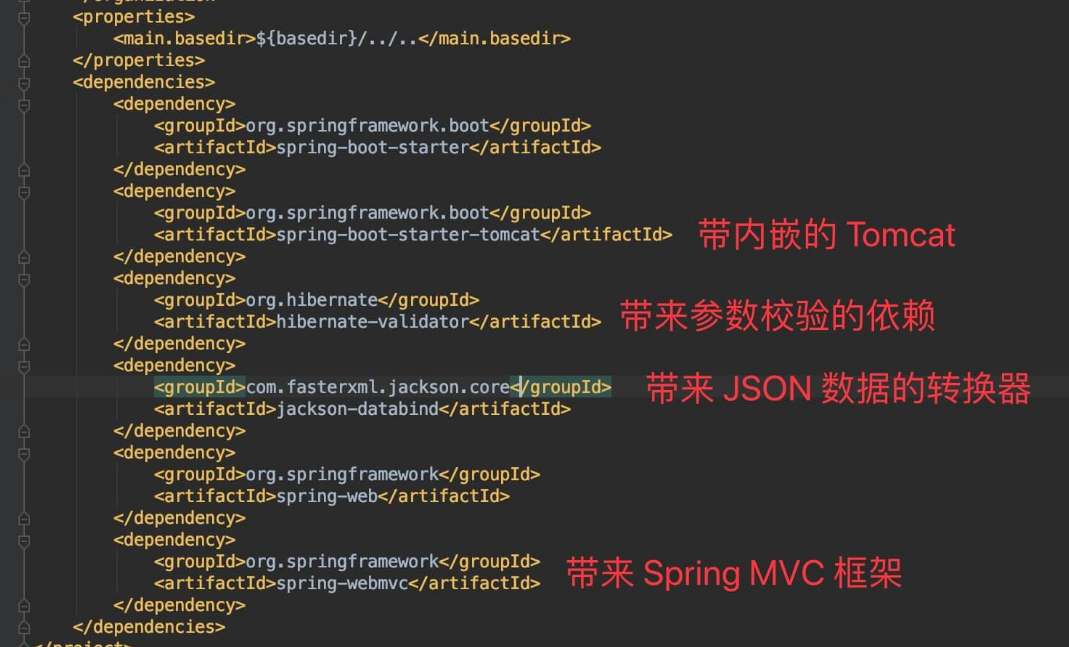 </organization>
<properties>
<main.basedir>${basedir}/../..</main.basedir>
</properties>
<dependencies>
<dependency>
<groupId>org.springframework.boot</groupId>
<artifactId>spring-boot-starter</artifactId>
</dependency>
<dependency>
<groupId>org.springframework.boot</groupId>
<artifactId>spring-boot-starter-tomcat</artifactId> 带内嵌的 Tomcat
</dependency>
<dependency>
<groupId>org.hibernate</groupId>
<artifactId>hibernate-validator</artifactId> 带来参数校验的依赖
</dependency>
<dependency>
<groupId>com.fasterxml.jackson.core</groupId> 带来 JSON 数据的转换器
<artifactId>jackson-databind</artifactId>
</dependency>
<dependency>
<groupId>org.springframework</groupId>
<artifactId>spring-web</artifactId>
</dependency>
<dependency>
<groupId>org.springframework</groupId>
<artifactId>spring-webmvc</artifactId> 带来 Spring MVC 框架
</dependency>
</dependencies>
</project>